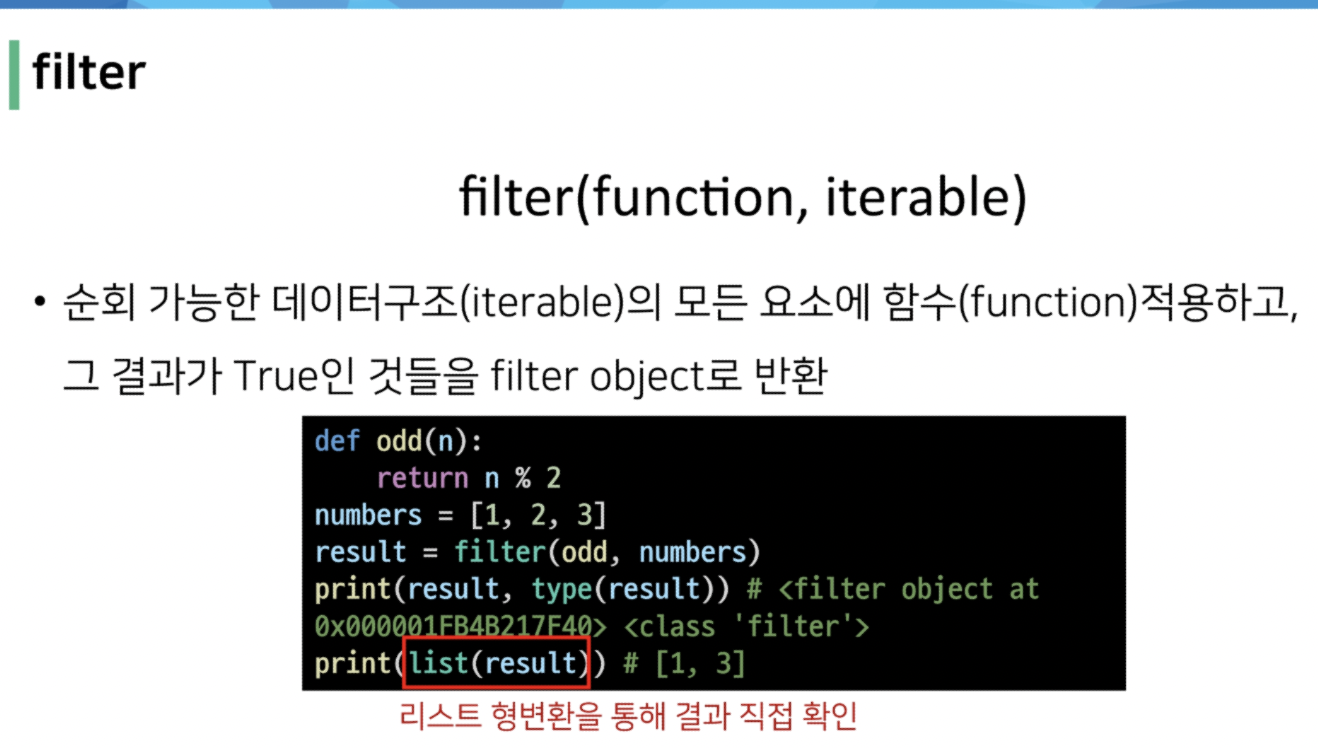 filter
filter(function, iterable)
• 순회 가능한 데이터구조(iterable)의 모든 요소에 함수(function)적용하고,
그 결과가 True인 것들을 filter object로 반환
def odd(n):
    return n % 2
numbers = [1, 2, 3]
result = filter(odd, numbers)
print(result, type(result)) # <filter object at
0x000001FB4B217F40> <class 'filter'>
print(list(result)) # [1, 3]
리스트 형변환을 통해 결과 직접 확인